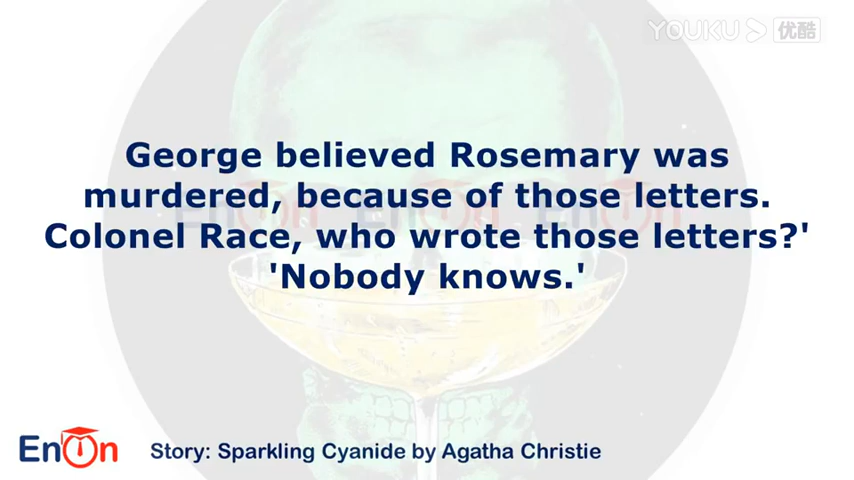 YOUKU 优酷
George believed Rosemary was
murdered, because of those letters.
Colonel Race, who wrote those letters?'
'Nobody knows.'
EnOn
Story: Sparkling Cyanide by Agatha Christie